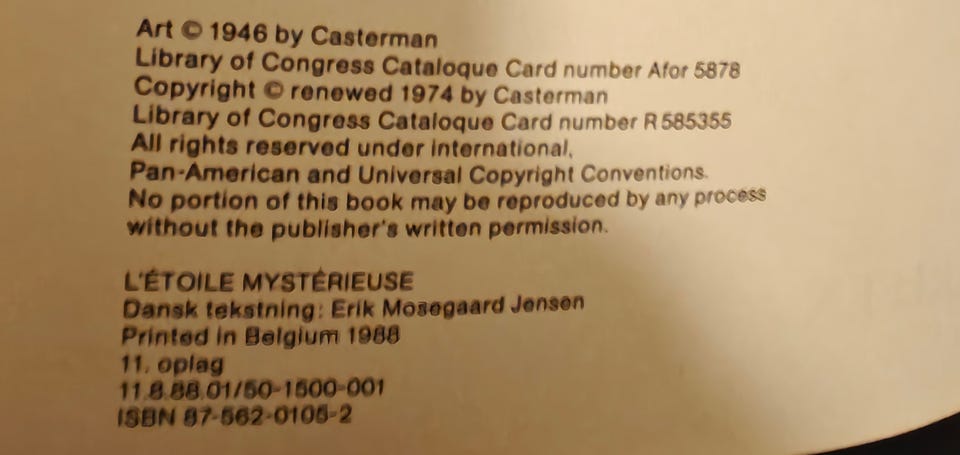 Art © 1946 by Casterman
Library of Congress Cataloque Card number Afor 5878
Copyright © renewed 1974 by Casterman
Library of Congress Cataloque Card number R 585355
All rights reserved under international,
Pan-American and Universal Copyright Conventions.
No portion of this book may be reproduced by any process
without the publisher's written permission.
L'ÉTOILE MYSTÉRIEUSE
Dansk tekstning: Erik Mosegaard Jensen
Printed in Belgium 1988
11. oplag
11.8.88.01/50-1500-001
ISBN 87-562-0105-2